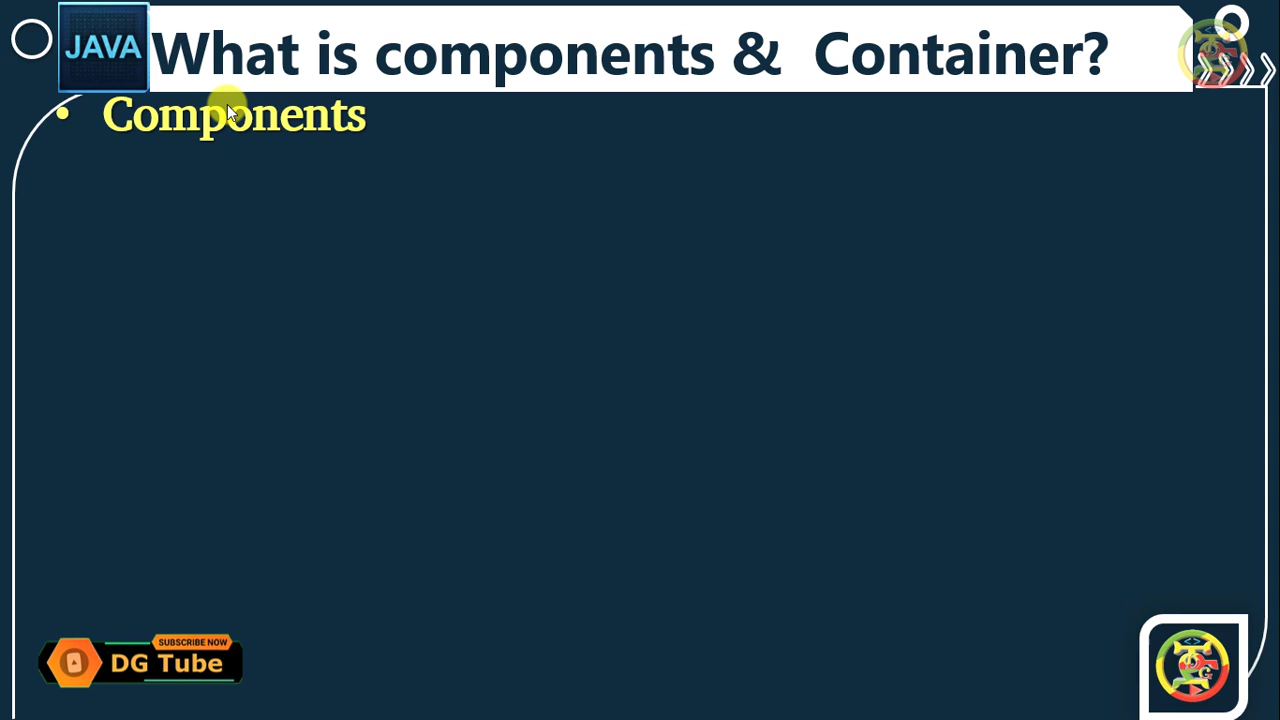 JAVA
What is components & Container?
• Components
SUBSCRIBE NOW
DG Tube